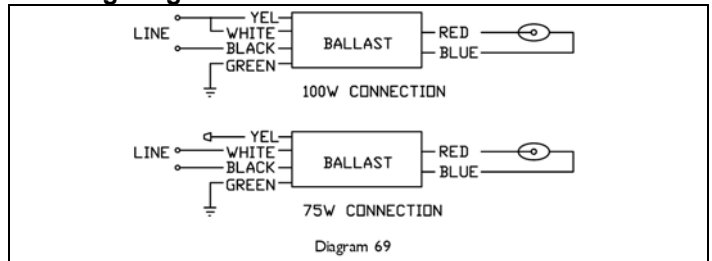 YEL
LINE WHITE RED
BLACK BALLAST BLUE
GREEN
100W CONNECTION
YEL
LINE WHITE RED
BLACK BALLAST BLUE
GREEN
75W CONNECTION
Diagram 69